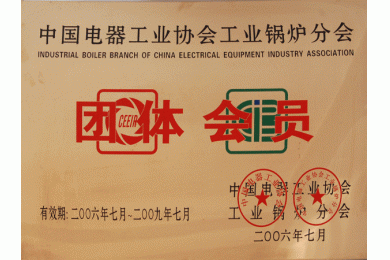 中国电器工业协会工业锅炉分会
INDUSTRIAL BOILER BRANCH OF CHINA ELECTRICAL EQUIPMENT INDUSTRY ASSOCIATION
团体会员
CEEIA
中国电器工业协会
工业锅炉分会
有效期:二〇〇六年七月~二〇〇九年七月
二〇〇六年七月